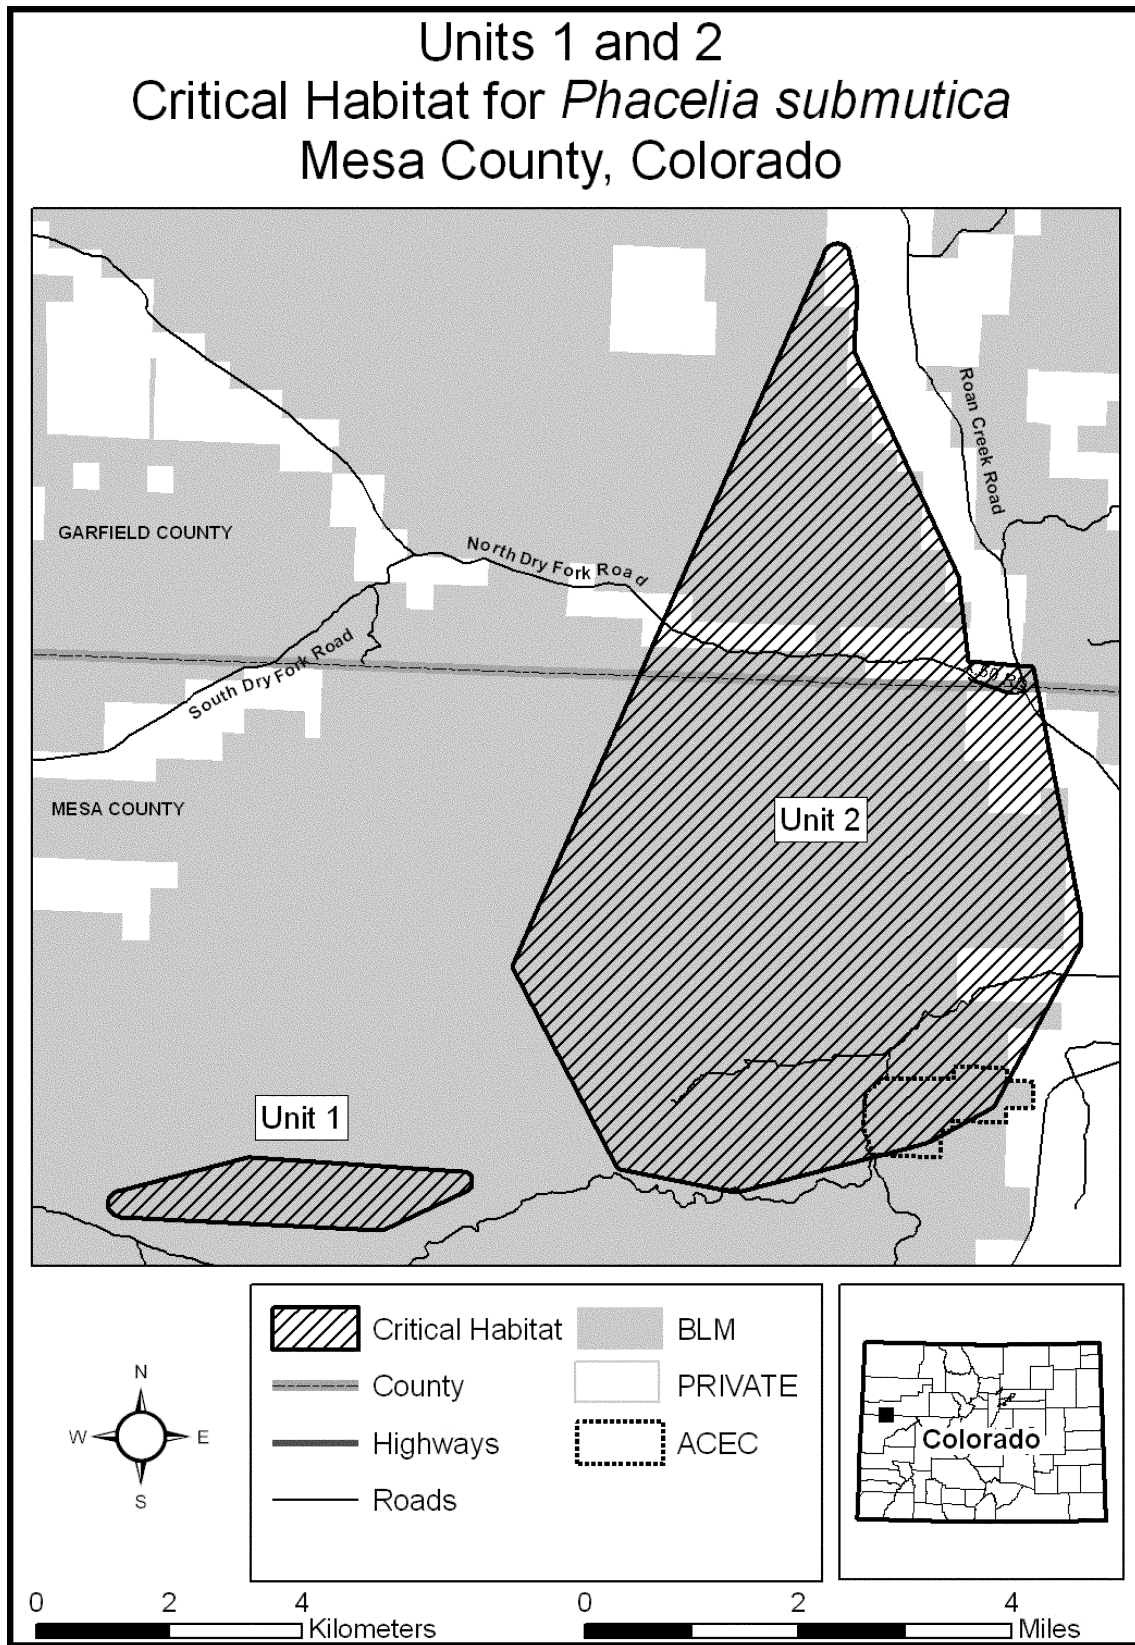 Units 1 and 2
Critical Habitat for Phacelia submutica
Mesa County, Colorado
Roan Creek Road
GARFIELD COUNTY
North Dry Fork Road
South Dry Fork Road
MESA COUNTY
Unit 2
Unit 1
Critical Habitat
BLM
County
PRIVATE
Highways
ACEC
Roads
N
W
E
S
Colorado
0 2 4
Kilometers
0 2 4
Miles